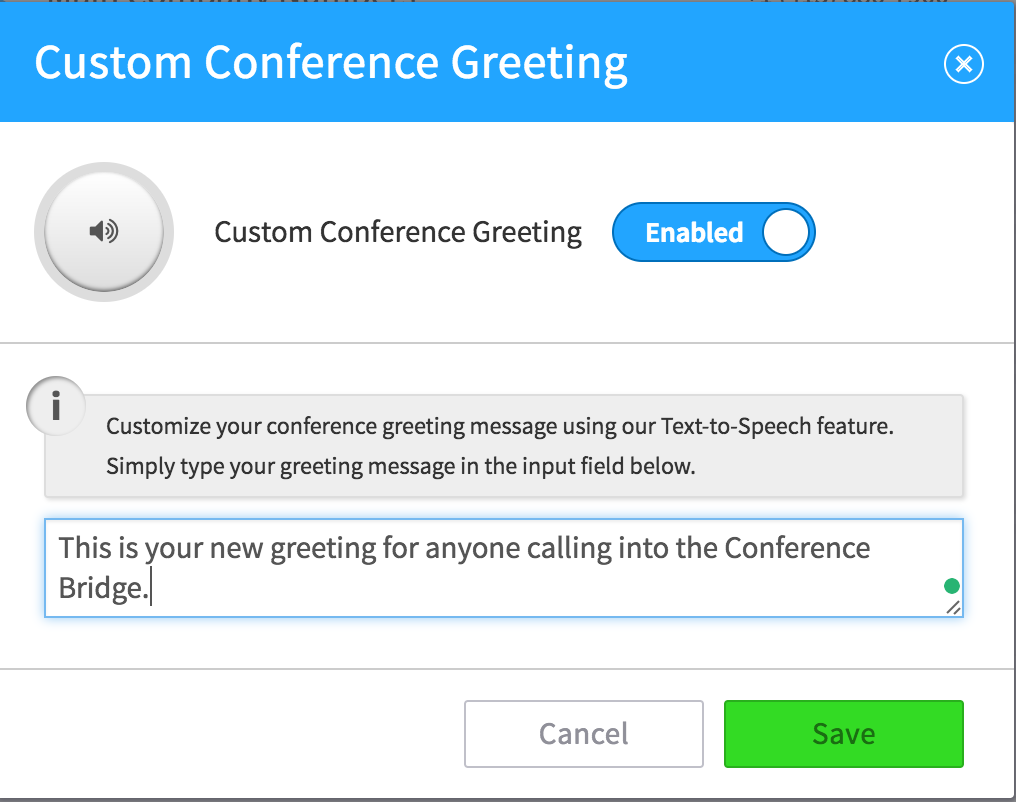 Custom Conference Greeting
Custom Conference Greeting
Enabled
i
Customize your conference greeting message using our Text-to-Speech feature.
Simply type your greeting message in the input field below.
This is your new greeting for anyone calling into the Conference
Bridge.
Cancel
Save